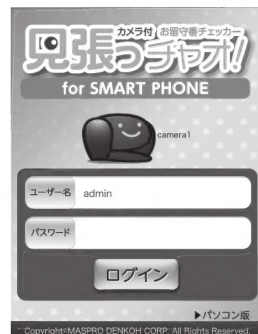 カメラ付 お留守番チェッカー
見張っチャオ!
for SMART PHONE
camera1
ユーザー名 admin
パスワード
ログイン
▶パソコン版
Copyright©MASPRO DENKOH CORP. All Rights Reserved.